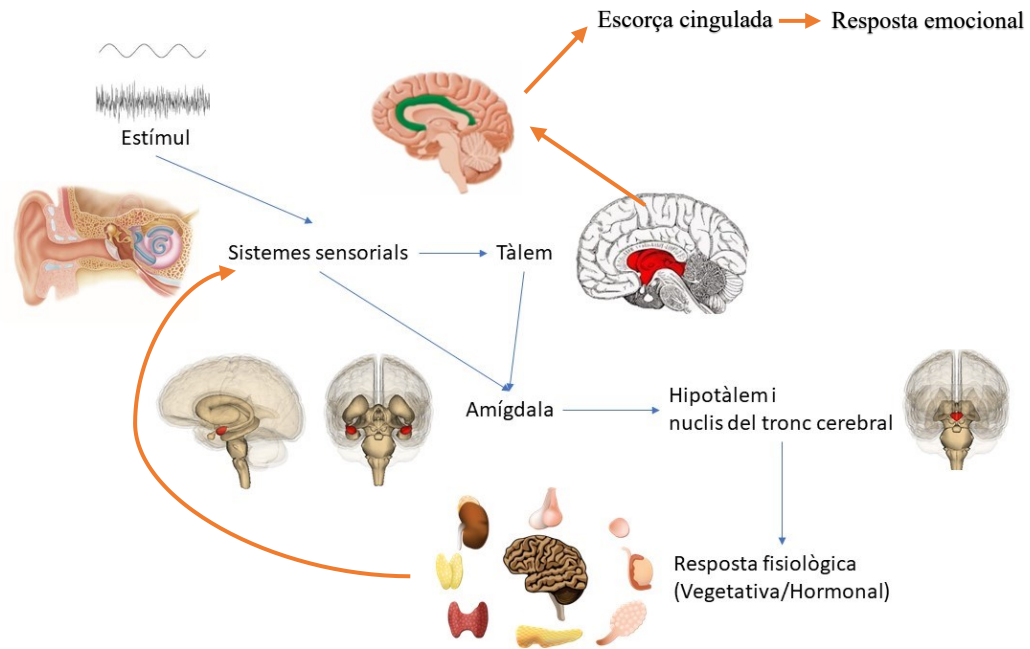 Escorça cingulada
Resposta emocional
Estímul
Sistemes sensorials
Tàlem
Amígdala
Hipotàlem i
nuclis del tronc cerebral
Resposta fisiològica
(Vegetativa/Hormonal)